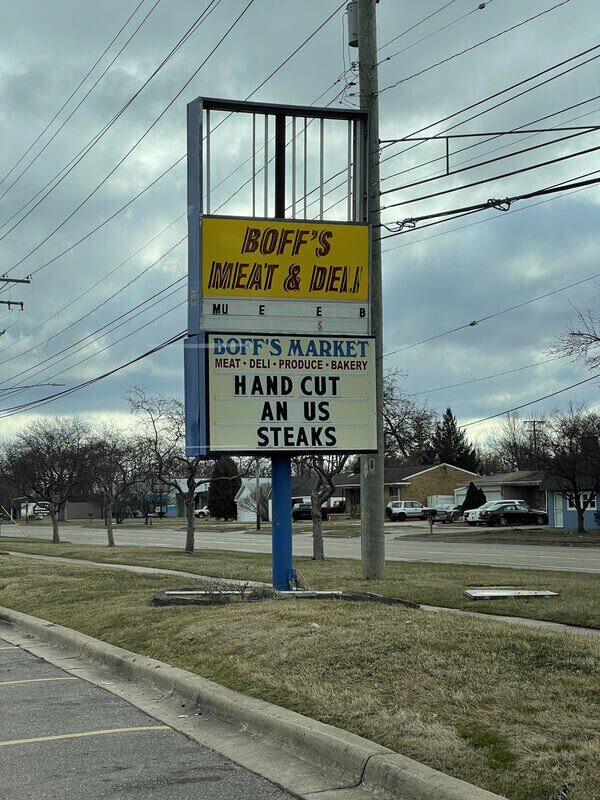 BOFF'S
MEAT & DELI
MU E E B
S
BOFF'S MARKET
MEAT • DELI • PRODUCE • BAKERY
HAND CUT
AN US
STEAKS